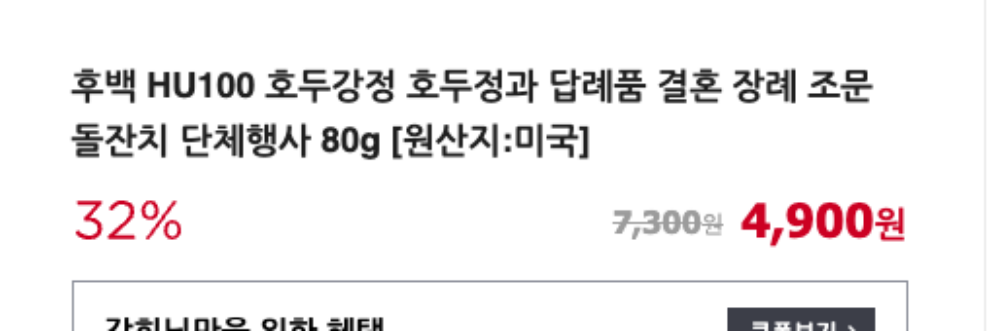 후백 HU100 호두강정 호두정과 답례품 결혼 장례 조문
돌잔치 단체행사 80g [원산지:미국]
32% 7,300원 4,900원